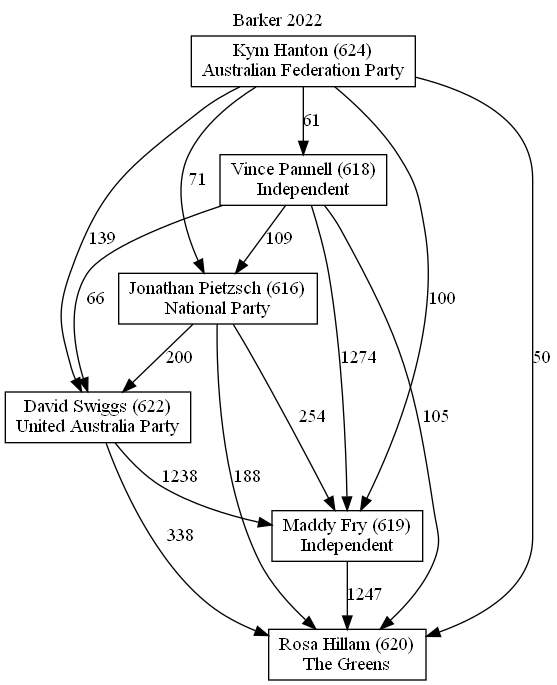 Barker 2022
Kym Hanton (624)
Australian Federation Party
61
Vince Pannell (618)
Independent
71
139
109
66
100
Jonathan Pietzsch (616)
National Party
200
1274
50
254
105
David Swiggs (622)
United Australia Party
1238
188
338
Maddy Fry (619)
Independent
1247
Rosa Hillam (620)
The Greens